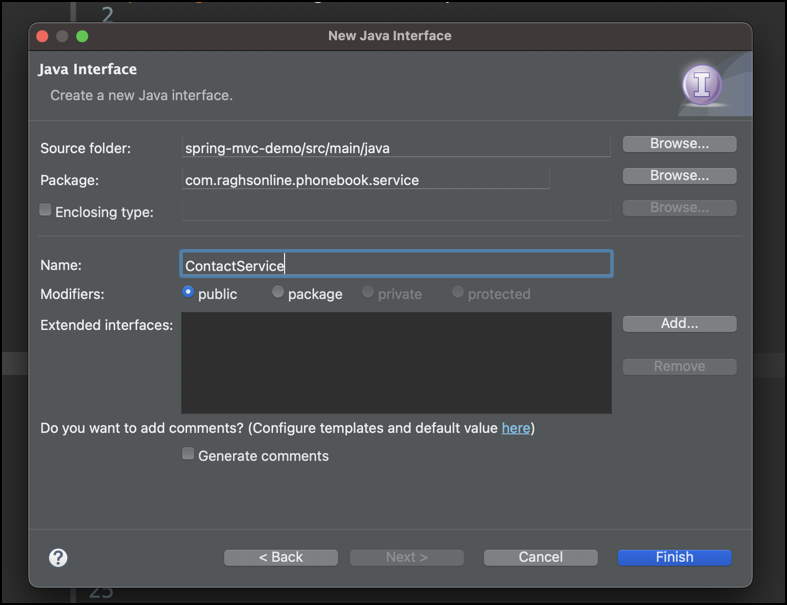 2
New Java Interface
Java Interface
Create a new Java interface.
I
Source folder: spring-mvc-demo/src/main/java Browse...
Package: com.raghsonline.phonebook.service Browse...
Enclosing type: Browse...
Name: ContactService
Modifiers: public package private protected
Extended interfaces: Add...
Remove
Do you want to add comments? (Configure templates and default value here)
Generate comments
? < Back Next > Cancel Finish
25